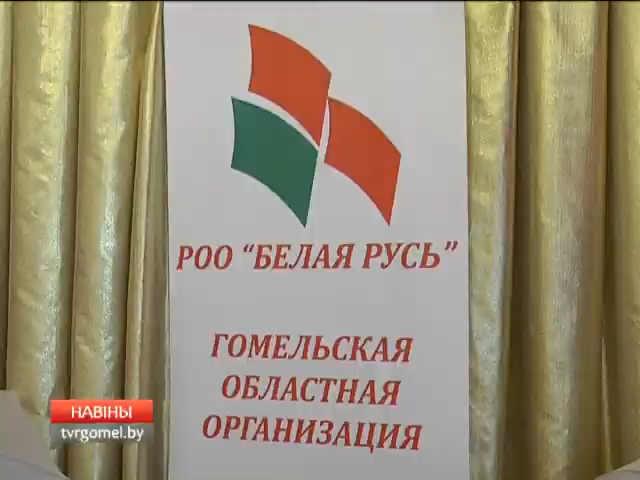 РОО “БЕЛАЯ РУСЬ”
ГОМЕЛЬСКАЯ
ОБЛАСТНАЯ
ОРГАНИЗАЦИЯ
НАВІНЫ
tvrgomel.by